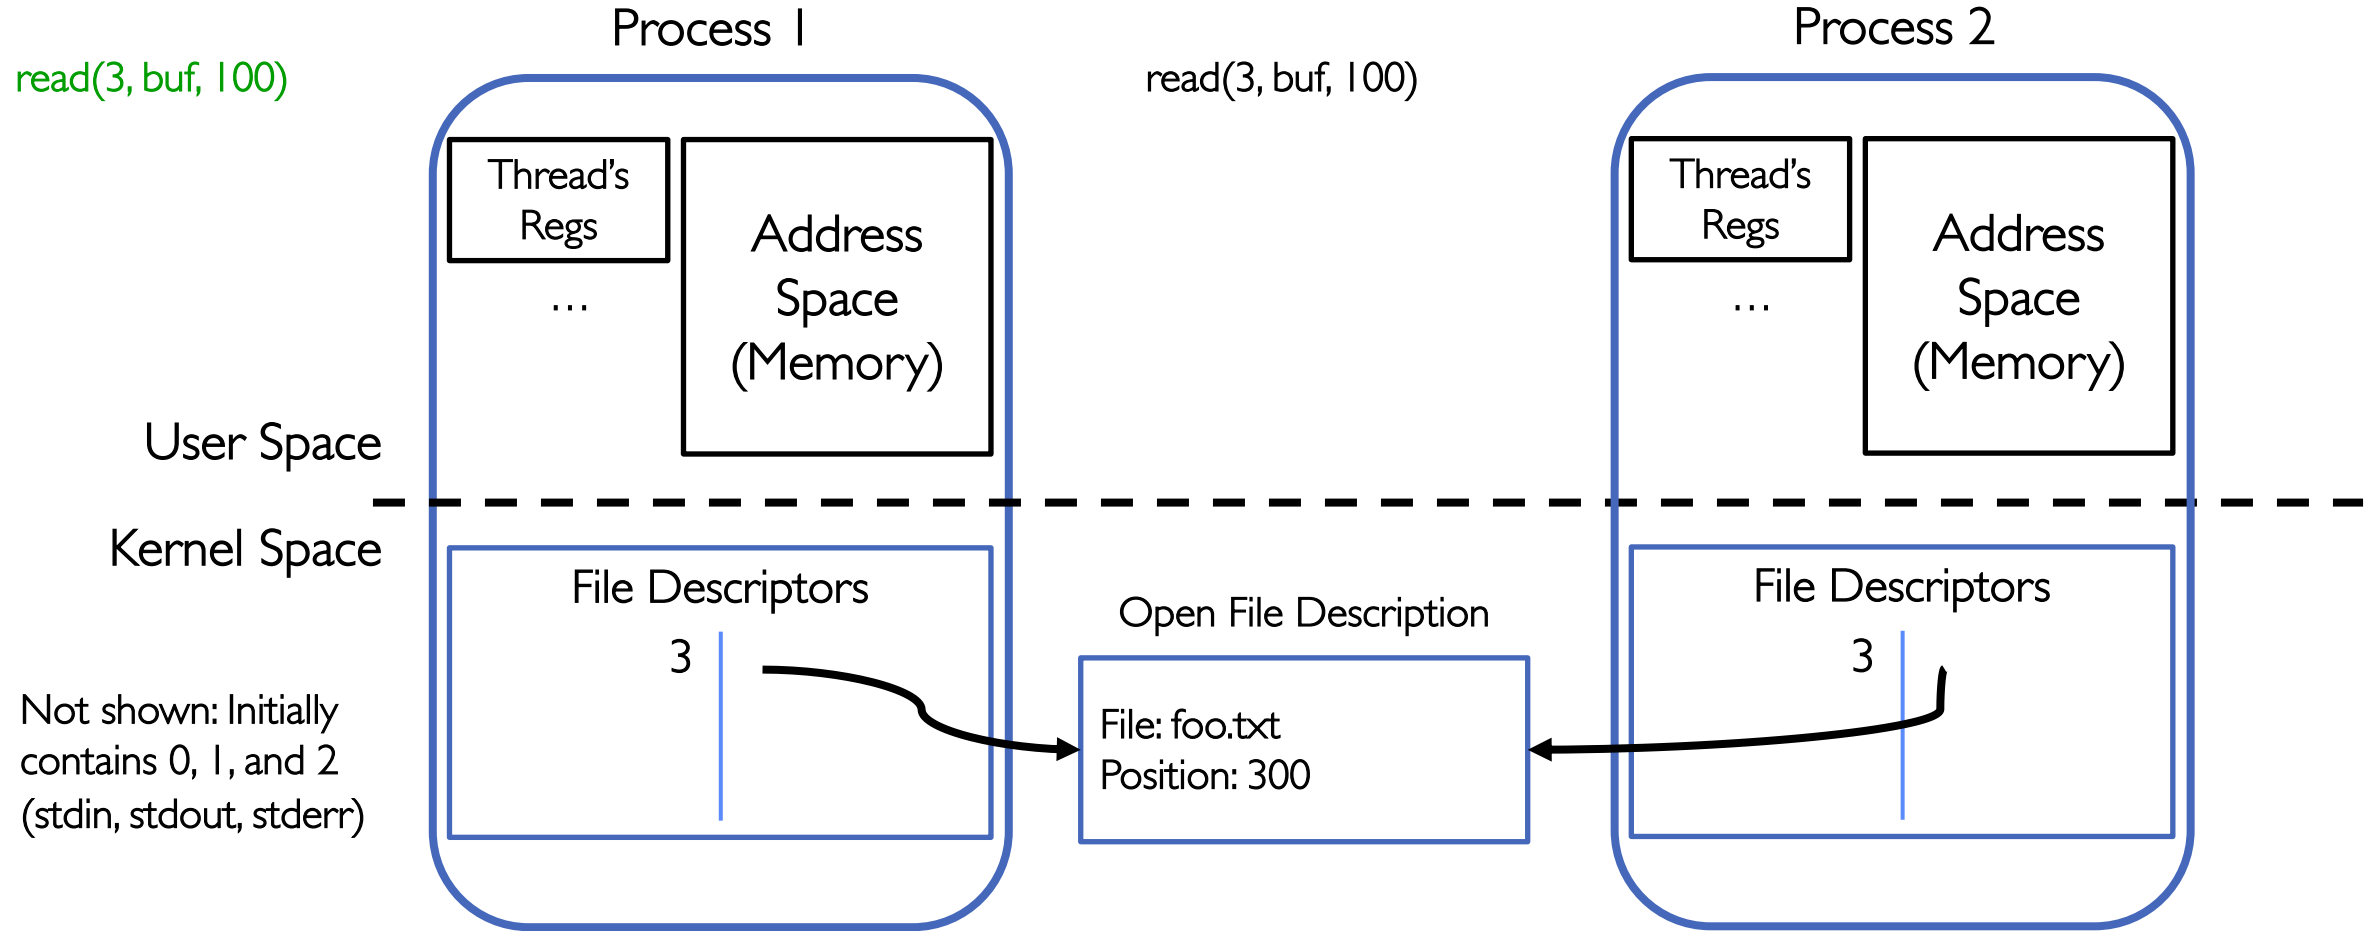 Process 1
read(3, buf, 100)
Thread's
Regs
...
Address
Space
(Memory)
read(3, buf, 100)
Process 2
Thread's
Regs
...
Address
Space
(Memory)
User Space
Kernel Space
File Descriptors
3
Open File Description
File: foo.txt
Position: 300
File Descriptors
3
Not shown: Initially
contains 0, 1, and 2
(stdin, stdout, stderr)